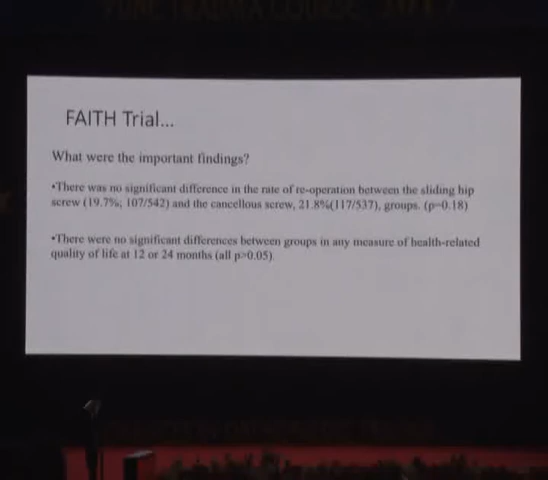 FAITH Trial...
What were the important findings?
•There was no significant difference in the rate of re-operation between the sliding hip
screw (19.7%; 107/542) and the cancellous screw, 21.8%(117/537), groups. (p=0.18)
•There were no significant differences between groups in any measure of health-related
quality of life at 12 or 24 months (all p>0.05)